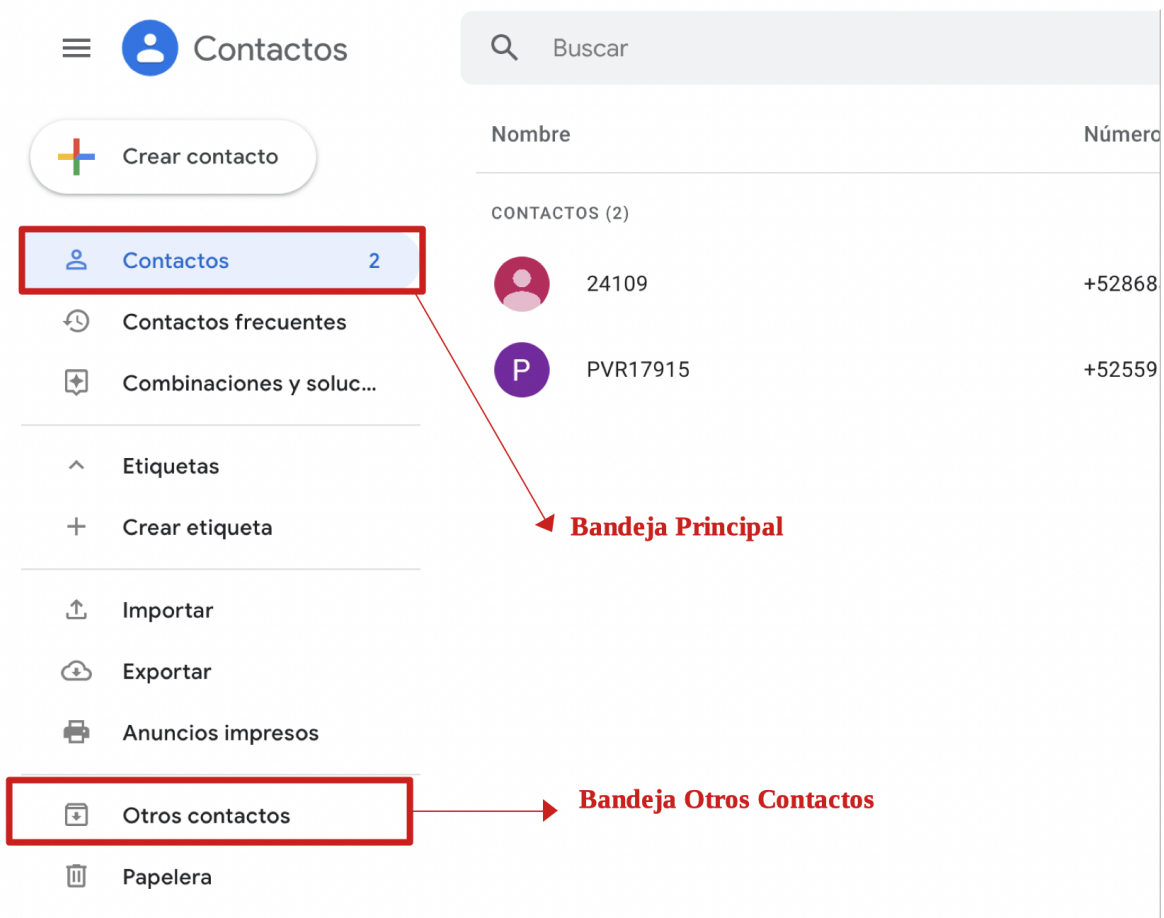 Contactos
Buscar
Crear contacto
Nombre
Número
CONTACTOS (2)
Contactos 2
24109 +52868
Contactos frecuentes
P PVR17915 +52559
Combinaciones y soluc...
Etiquetas
Crear etiqueta
Bandeja Principal
Importar
Exportar
Anuncios impresos
Otros contactos
Bandeja Otros Contactos
Papelera